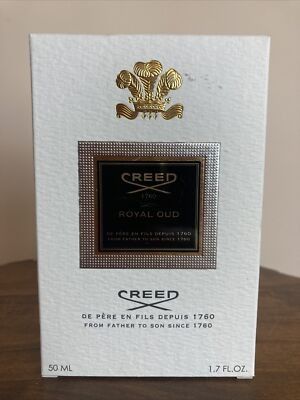 CREED
1760
ROYAL OUD
DE PÈRE EN FILS DEPUIS 1760
FROM FATHER TO SON SINCE 1760
CREED
DE PÈRE EN FILS DEPUIS 1760
FROM FATHER TO SON SINCE 1760
50 ML 1.7 FL.OZ.